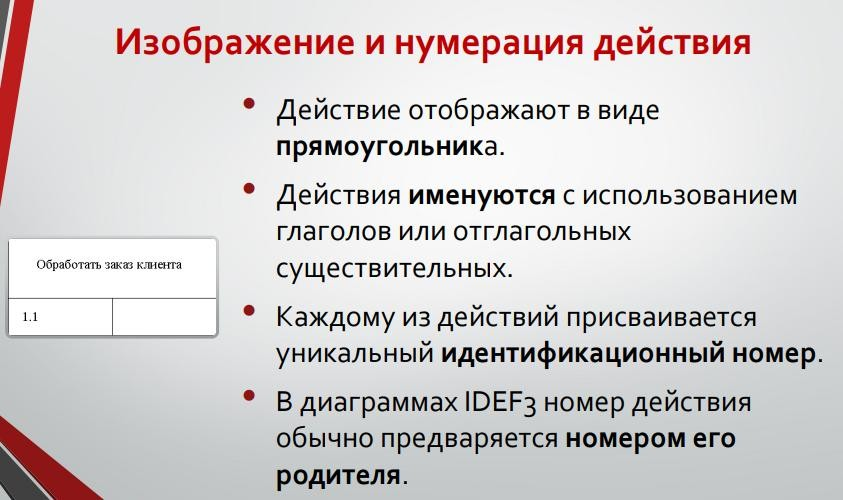 Изображение и нумерация действия
• Действие отображают в виде
прямоугольника.
• Действия именуются с использованием
глаголов или отглагольных
существительных.
Обработать заказ клиента
1.1
• Каждому из действий присваивается
уникальный идентификационный номер.
• В диаграммах IDEF3 номер действия
обычно предваряется номером его
родителя.